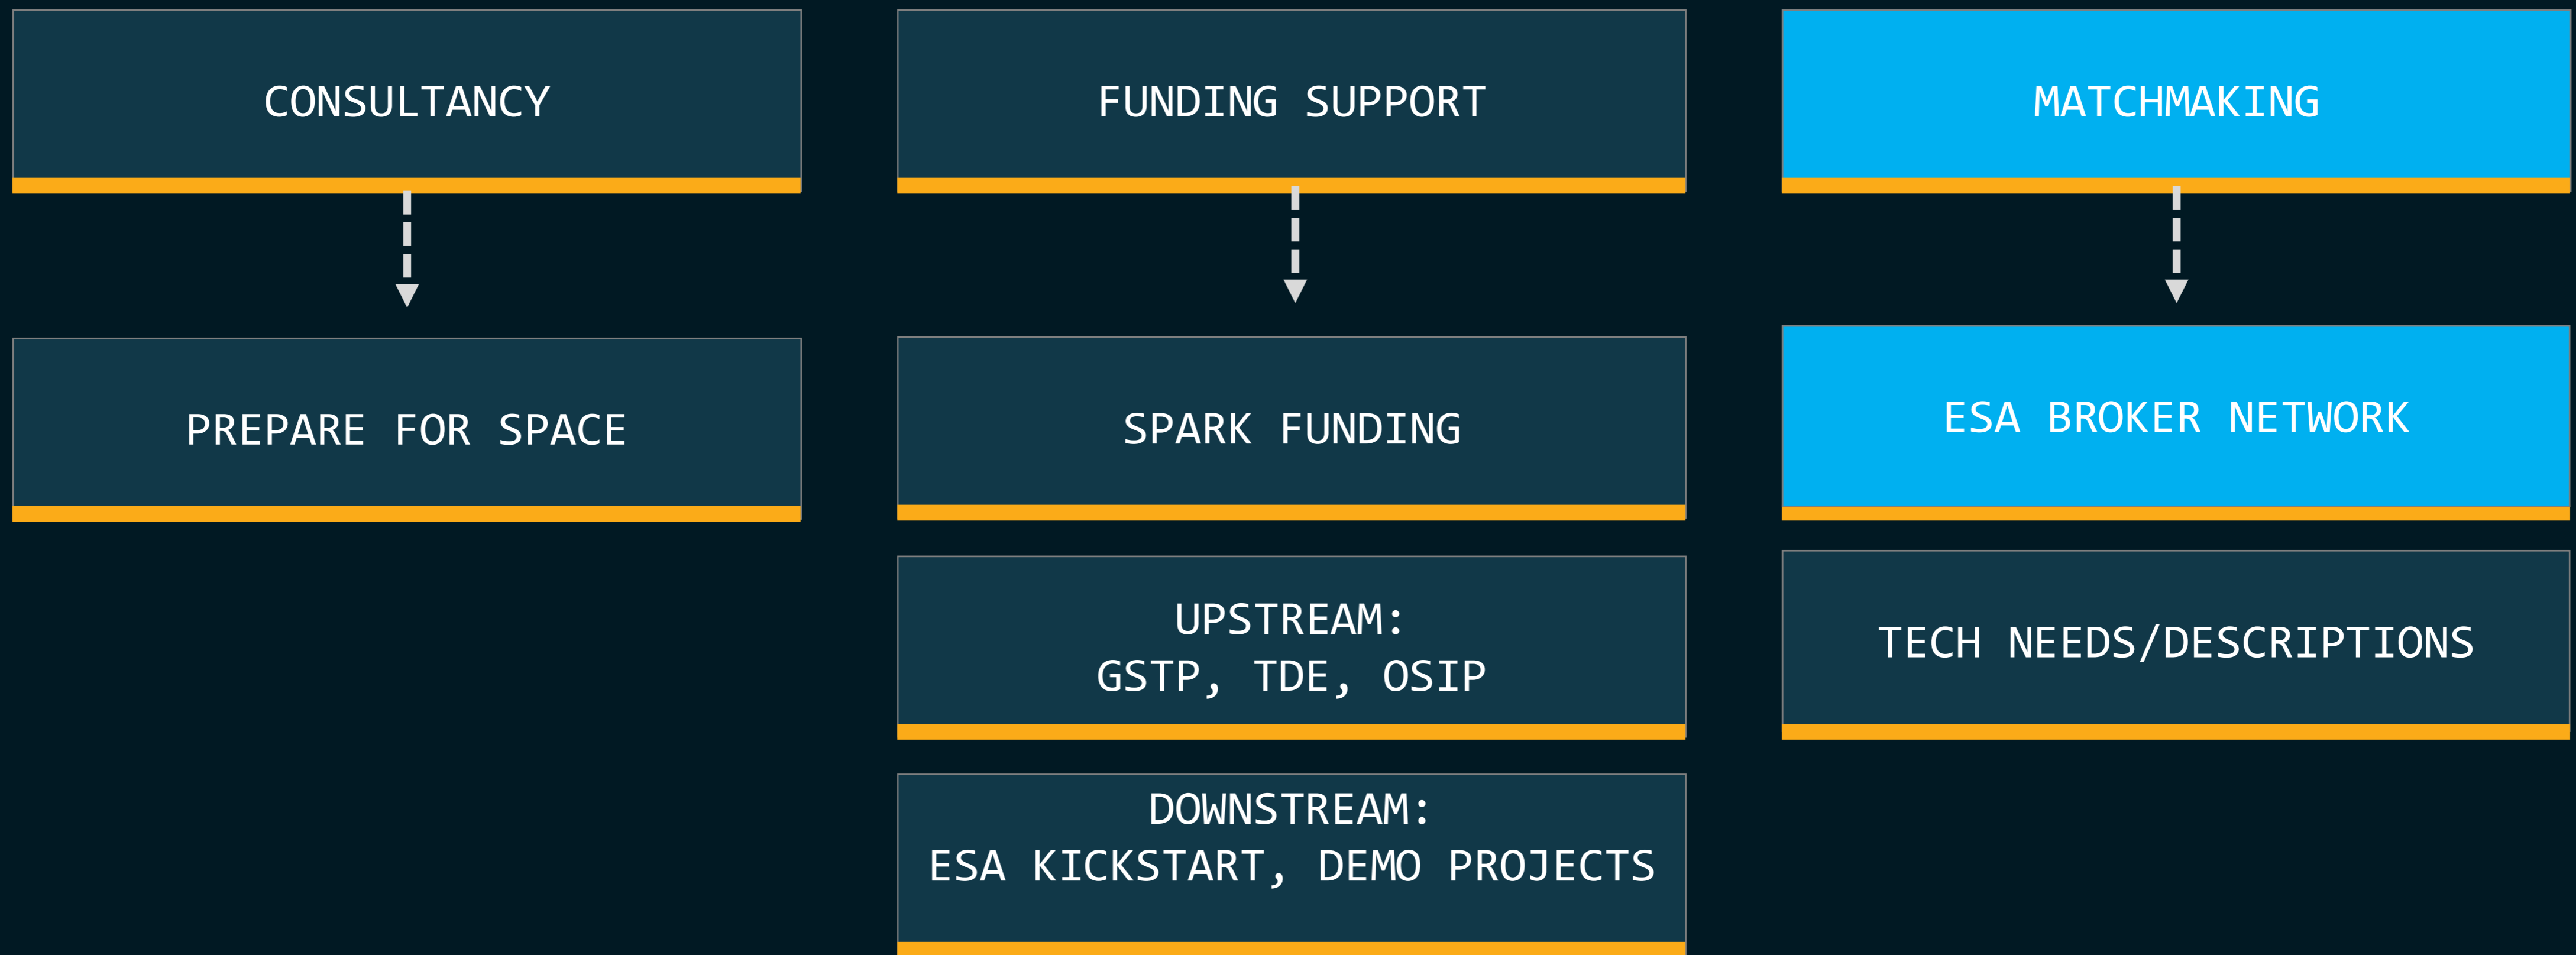 CONSULTANCY
FUNDING SUPPORT
MATCHMAKING
PREPARE FOR SPACE
SPARK FUNDING
ESA BROKER NETWORK
UPSTREAM:
GSTP, TDE, OSIP
TECH NEEDS/DESCRIPTIONS
DOWNSTREAM:
ESA KICKSTART, DEMO PROJECTS